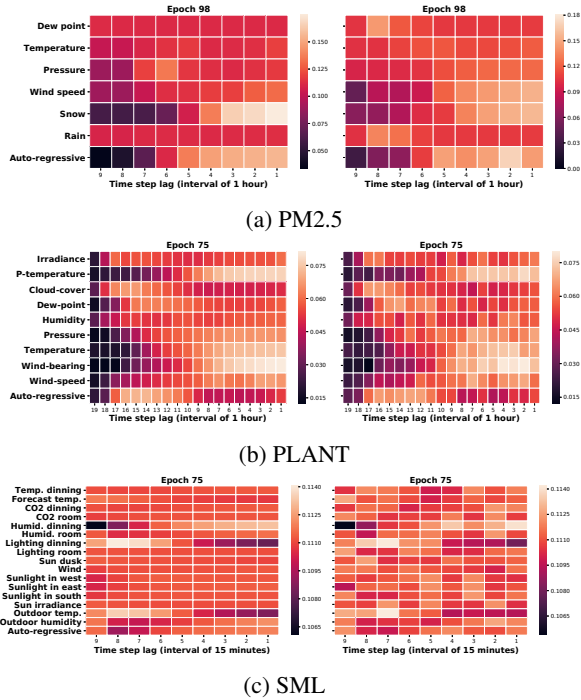 Epoch 98
Epoch 98
Dew point
Temperature
Pressure
Wind speed
Snow
Rain
Auto-regressive
0.150
0.125
0.100
0.075
0.050
0.18
0.15
0.12
0.09
0.06
0.03
0.00
9 8 7 6 5 4 3 2 1
9 8 7 6 5 4 3 2 1
Time step lag (interval of 1 hour)
Time step lag (interval of 1 hour)
(a) PM2.5
Epoch 75
Epoch 75
Irradiance
P-temperature
Cloud-cover
Dew-point
Humidity
Pressure
Temperature
Wind-bearing
Wind-speed
Auto-regressive
0.075
0.060
0.045
0.030
0.015
0.075
0.060
0.045
0.030
0.015
19 18 17 16 15 14 13 12 11 10 9 8 7 6 5 4 3 2 1
19 18 17 16 15 14 13 12 11 10 9 8 7 6 5 4 3 2 1
Time step lag (interval of 1 hour)
Time step lag (interval of 1 hour)
(b) PLANT
Epoch 75
Epoch 75
Temp. dinning
Forecast temp.
CO2 dinning
CO2 room
Humid. dinning
Humid. room
Lighting dinning
Lighting room
Sun dusk
Wind
Sunlight in west
Sunlight in east
Sunlight in south
Sun irradiance
Outdoor temp.
Outdoor humidity
Auto-regressive
0.1140
0.1125
0.1110
0.1095
0.1080
0.1065
0.1140
0.1125
0.1110
0.1095
0.1080
0.1065
9 8 7 6 5 4 3 2 1
9 8 7 6 5 4 3 2 1
Time step lag (interval of 15 minutes)
Time step lag (interval of 15 minutes)
(c) SML